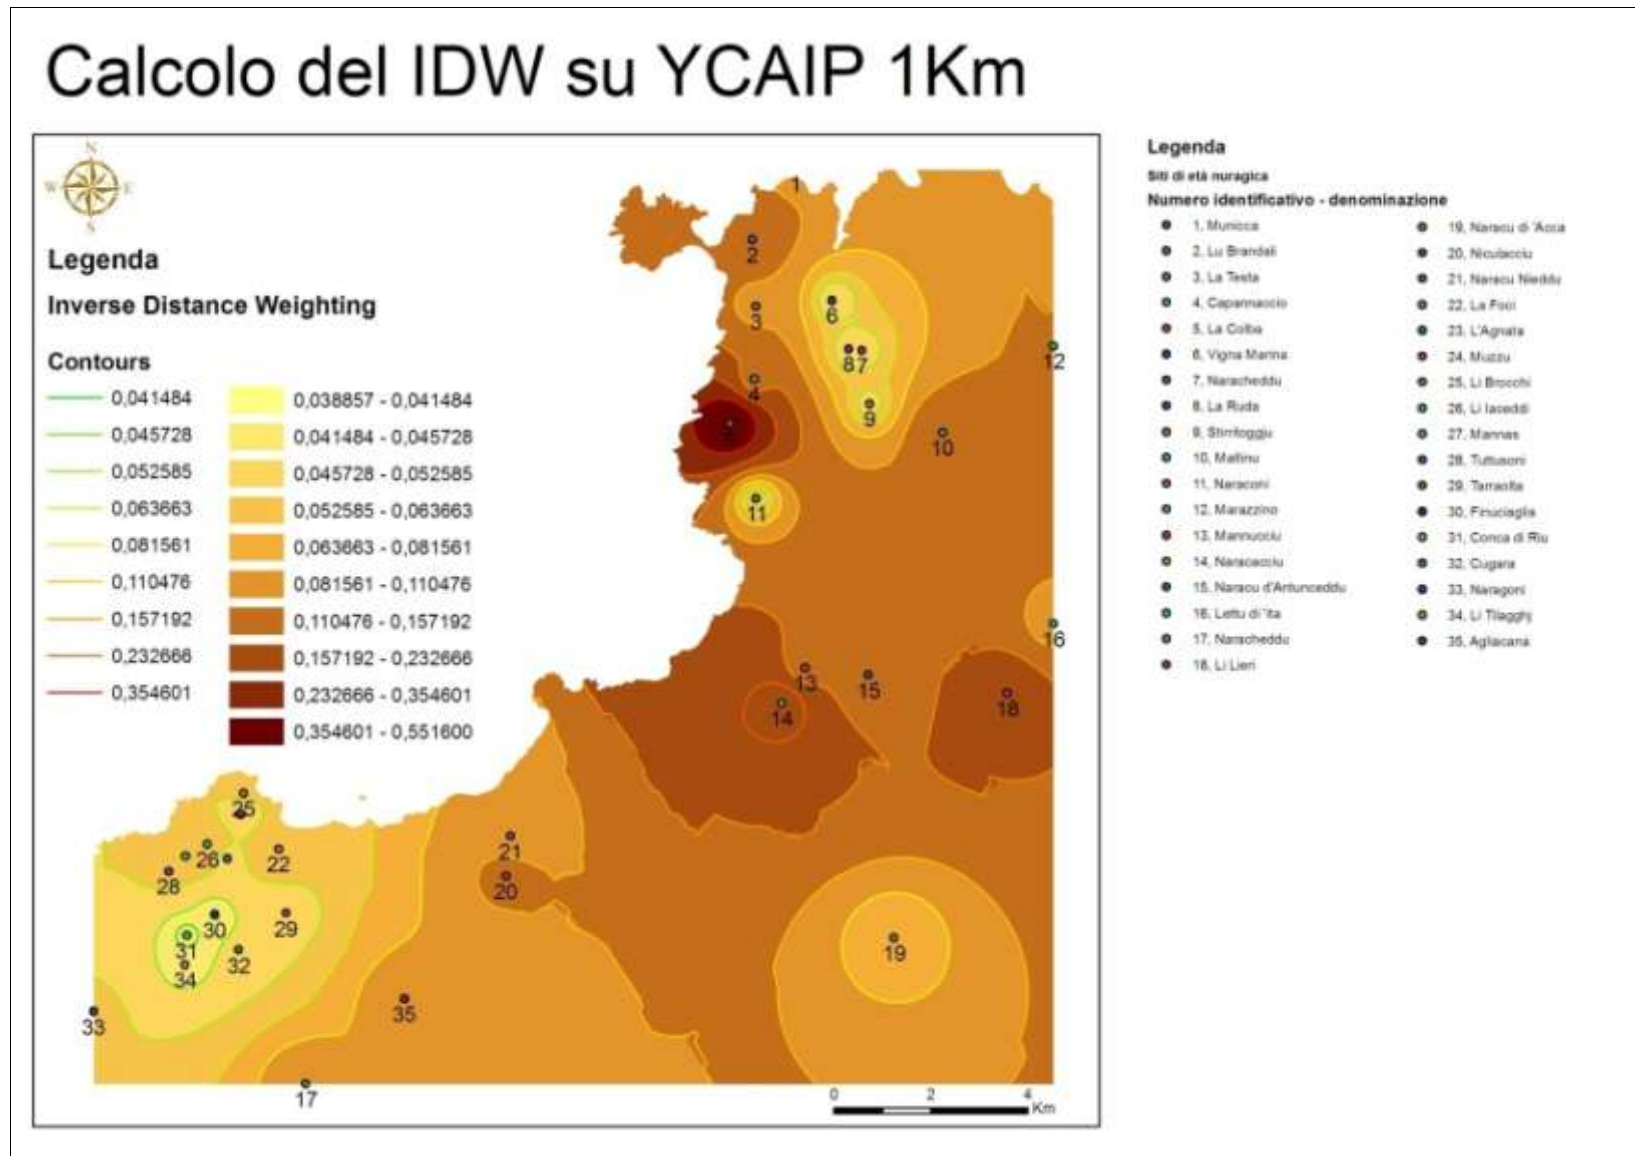 Calcolo del IDW su YCAIP 1Km
N
W E
S
Legenda
Inverse Distance Weighting
Contours
0,041484
0,045728
0,052585
0,063663
0,081561
0,110476
0,157192
0,232666
0,354601
0,038857 - 0,041484
0,041484 - 0,045728
0,045728 - 0,052585
0,052585 - 0,063663
0,063663 - 0,081561
0,081561 - 0,110476
0,110476 - 0,157192
0,157192 - 0,232666
0,232666 - 0,354601
0,354601 - 0,551600
1
2
3
4
6
8 7
9
10
11
12
13
14
15
16
18
19
20
21
22
25
26
28
29
30
31
32
33
34
35
17
0 2 4
Km
Legenda
Siti di età nuragica
Numero identificativo - denominazione
1, Municca
2, Lu Brandali
3, La Testa
4, Capannaccio
5, La Colba
6, Vigna Marina
7, Naracheddu
8, La Ruda
9, Stirritoggiu
10, Maltinu
11, Naraconi
12, Marazzino
13, Mannucciu
14, Naracacciu
15, Naracu d'Antunceddu
16, Lettu di 'ita
17, Naracheddu
18, Li Lieri
19, Naracu di 'Acca
20, Niculacciu
21, Naracu Nieddu
22, La Foci
23, L'Agnata
24, Muzzu
25, Li Brocchi
26, Li Iaceddi
27, Mannas
28, Tuttusoni
29, Tarraolta
30, Finuciaglia
31, Conca di Riu
32, Cugara
33, Naragoni
34, Li Tilagghj
35, Agliacana